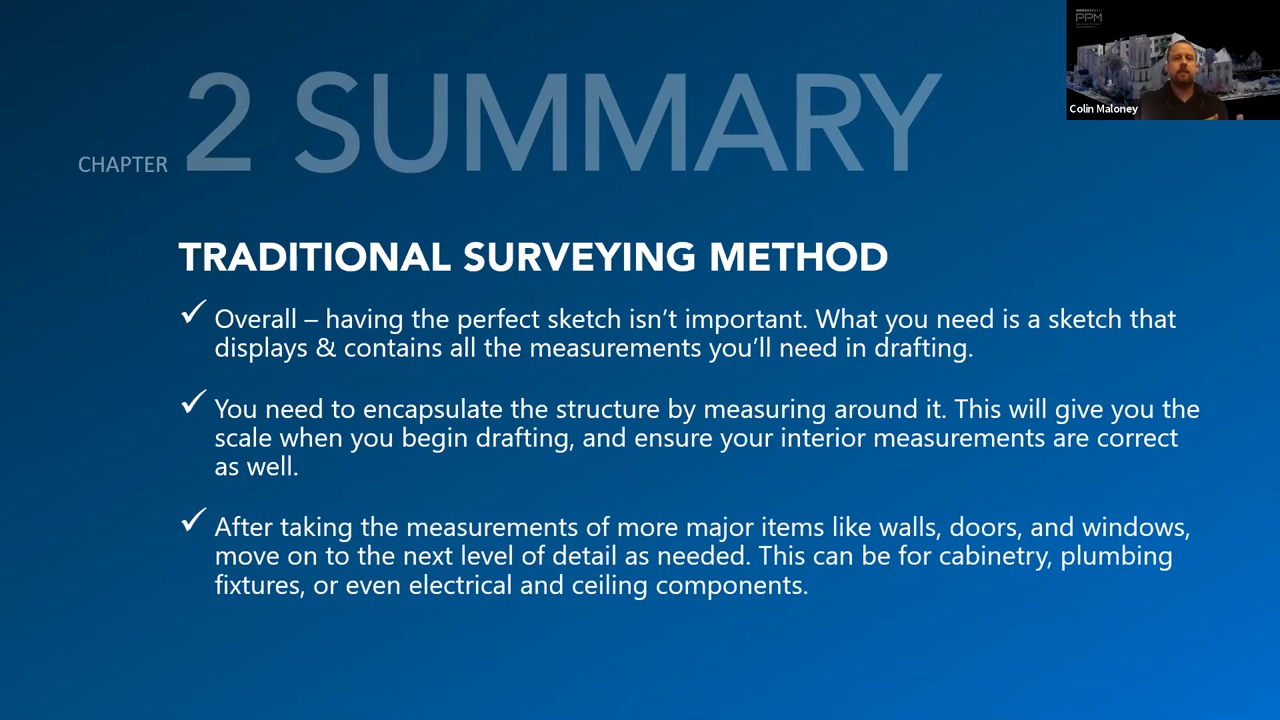 PPM
Colin Maloney
CHAPTER 2 SUMMARY
TRADITIONAL SURVEYING METHOD
✓ Overall – having the perfect sketch isn't important. What you need is a sketch that
displays & contains all the measurements you'll need in drafting.
✓ You need to encapsulate the structure by measuring around it. This will give you the
scale when you begin drafting, and ensure your interior measurements are correct
as well.
✓ After taking the measurements of more major items like walls, doors, and windows,
move on to the next level of detail as needed. This can be for cabinetry, plumbing
fixtures, or even electrical and ceiling components.